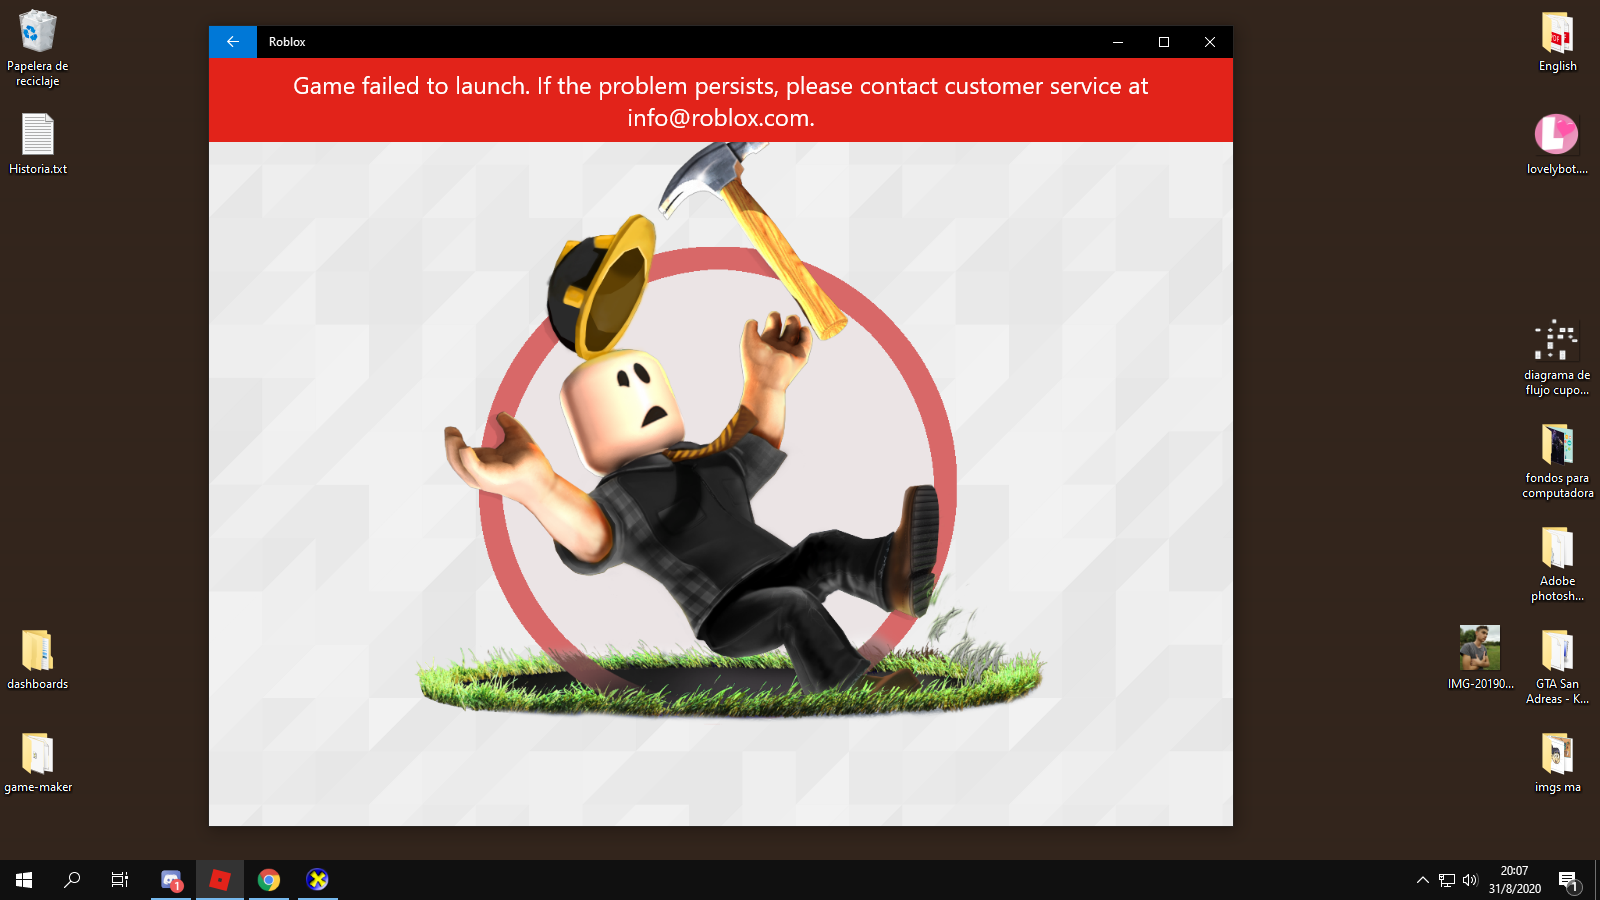 Roblox
Game failed to launch. If the problem persists, please contact customer service at
info@roblox.com.
Papelera de
reciclaje
Historia.txt
dashboards
game-maker
English
lovelybot....
diagrama de
flujo cupo...
fondos para
computadora
Adobe
photosh...
IMG-20190...
GTA San
Adreas - K...
imgs ma
1
20:07
31/8/2020
1